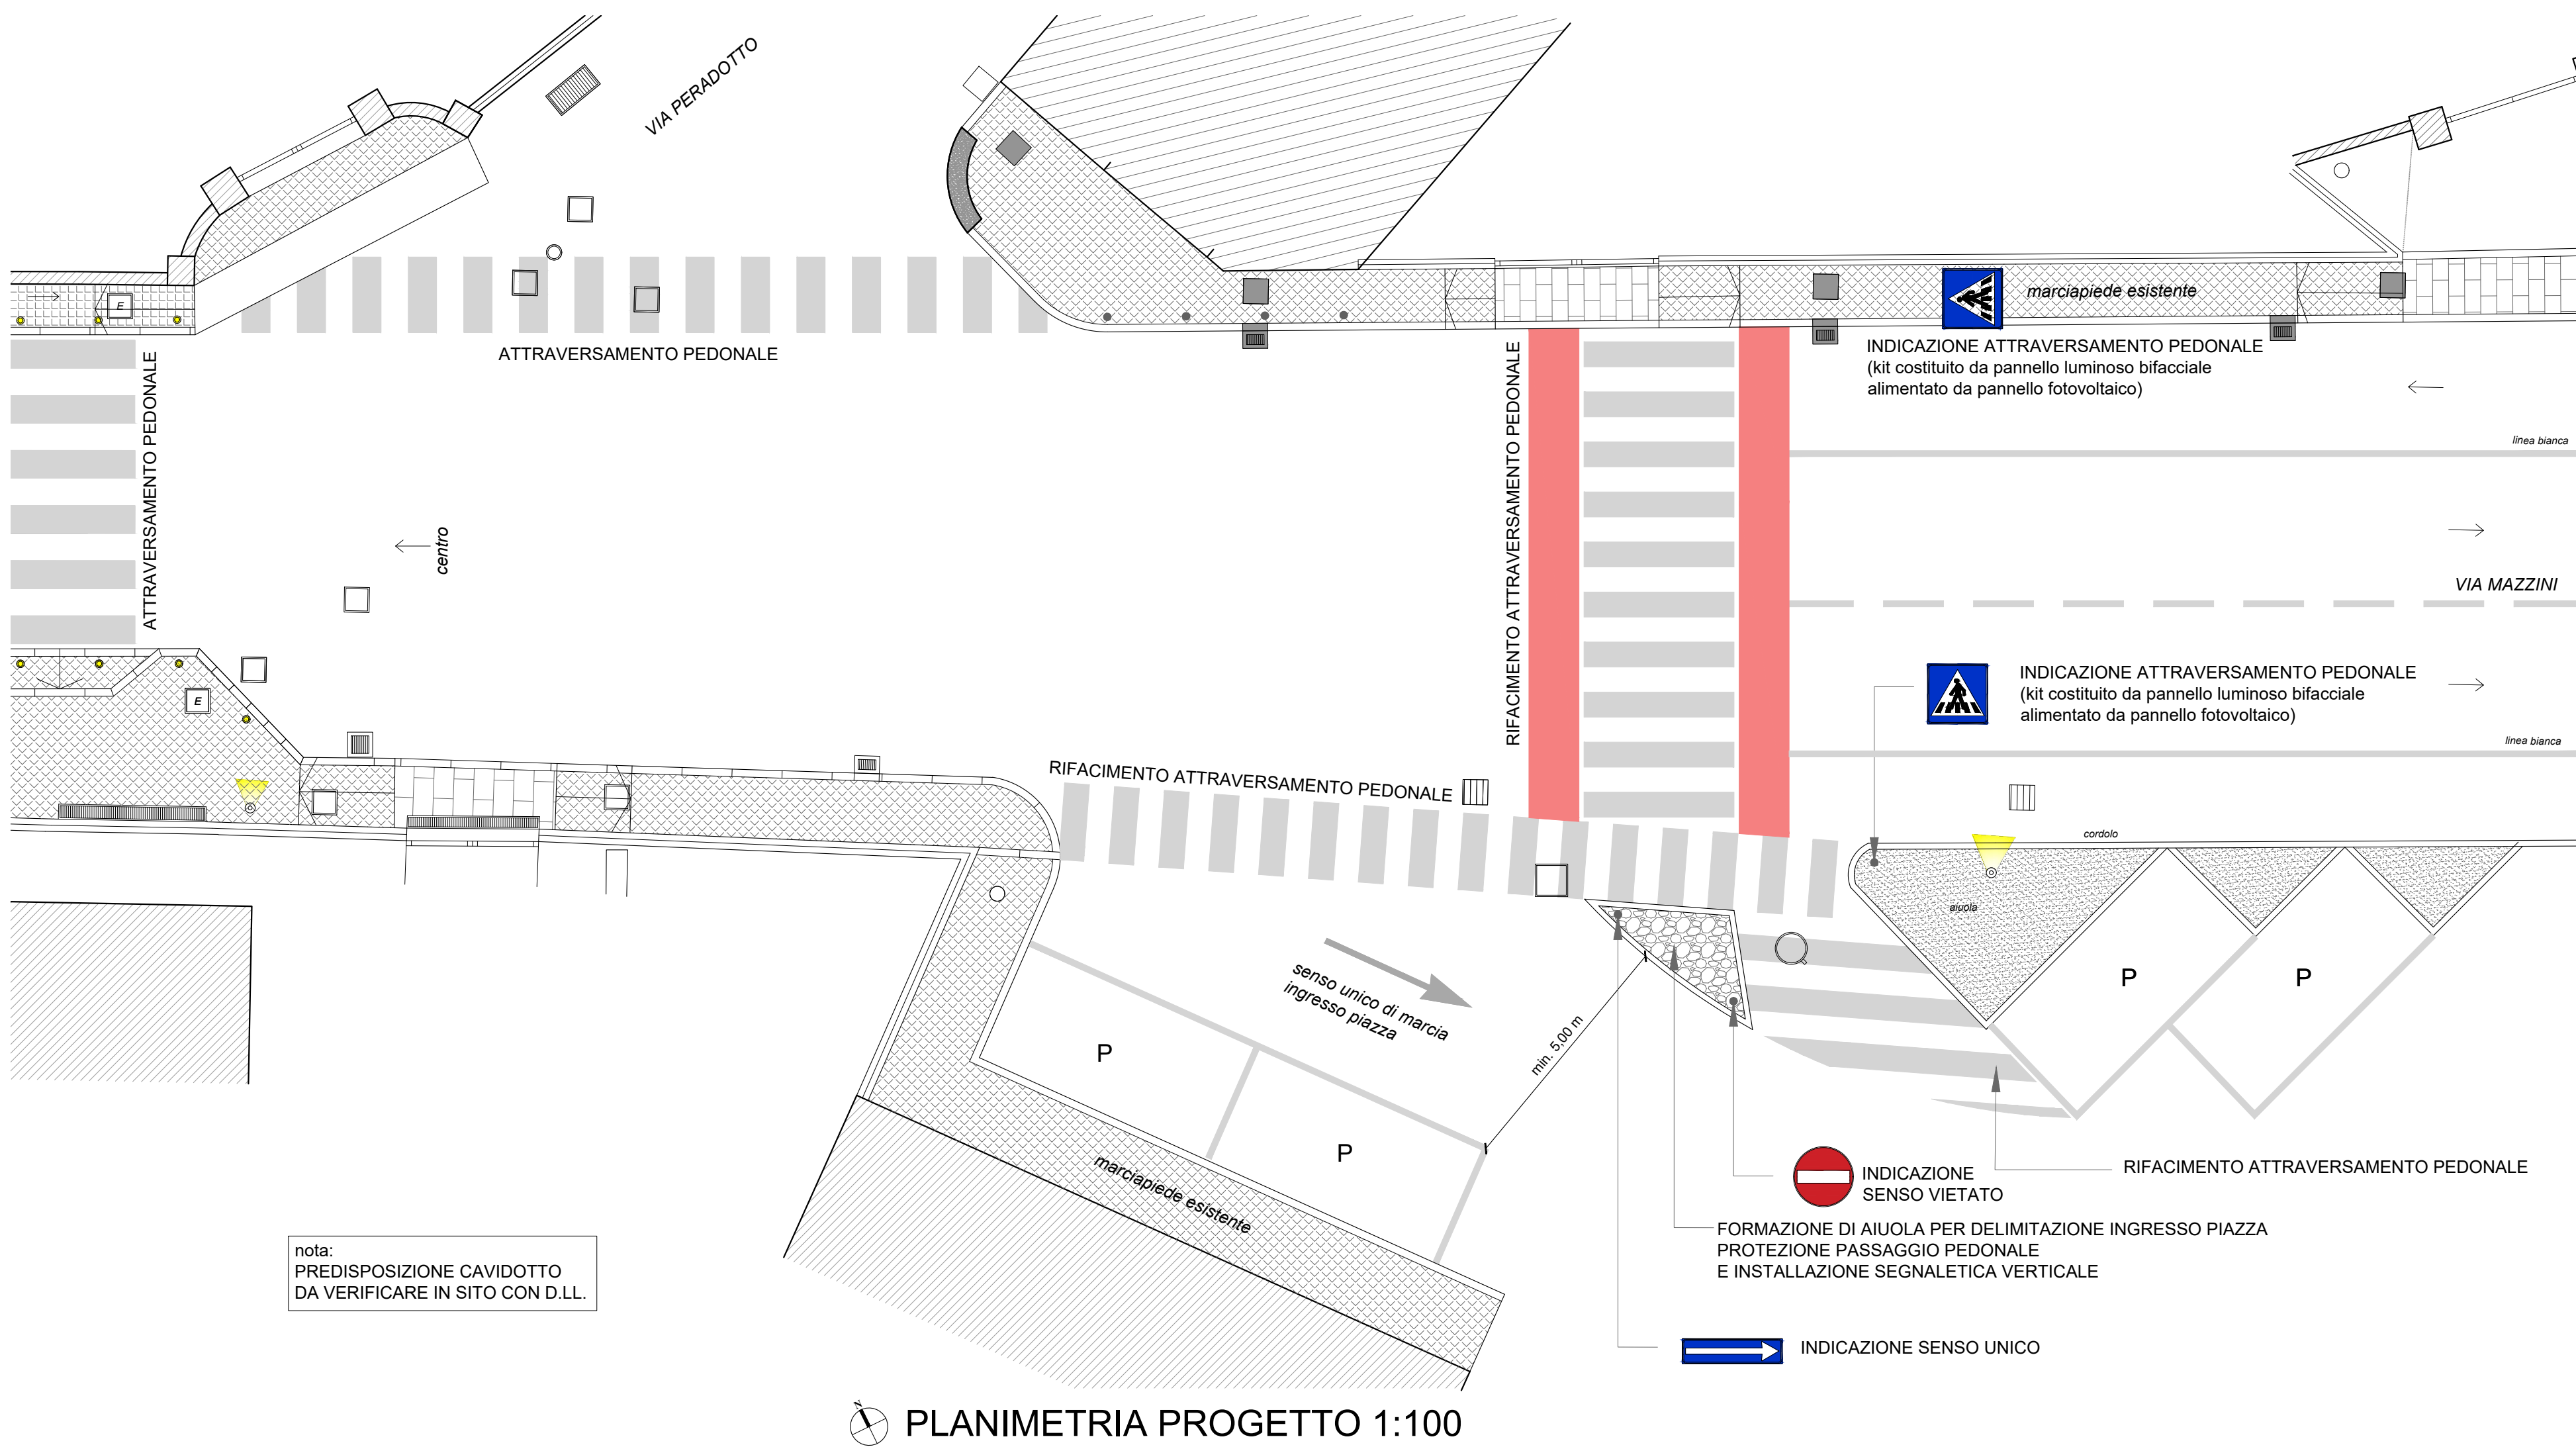 VIA PERADOTTO
E
marciapiede esistente
ATTRAVERSAMENTO PEDONALE
ATTRAVERSAMENTO PEDONALE
RIFACIMENTO ATTRAVERSAMENTO PEDONALE
INDICAZIONE ATTRAVERSAMENTO PEDONALE
(kit costituito da pannello luminoso bifacciale
alimentato da pannello fotovoltaico)
linea bianca
centro
VIA MAZZINI
INDICAZIONE ATTRAVERSAMENTO PEDONALE
(kit costituito da pannello luminoso bifacciale
alimentato da pannello fotovoltaico)
E
linea bianca
RIFACIMENTO ATTRAVERSAMENTO PEDONALE
cordolo
aiuola
senso unico di marcia
ingresso piazza
P
P
P
P
min. 5,00 m
marciapiede esistente
INDICAZIONE
SENSO VIETATO
RIFACIMENTO ATTRAVERSAMENTO PEDONALE
FORMAZIONE DI AIUOLA PER DELIMITAZIONE INGRESSO PIAZZA
PROTEZIONE PASSAGGIO PEDONALE
E INSTALLAZIONE SEGNALETICA VERTICALE
nota:
PREDISPOSIZIONE CAVIDOTTO
DA VERIFICARE IN SITO CON D.LL.
INDICAZIONE SENSO UNICO
N
PLANIMETRIA PROGETTO 1:100